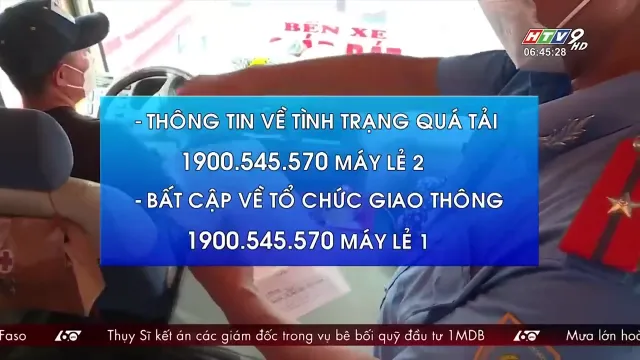 BẾN XE
HTV9 HD
06:45:28
- THÔNG TIN VỀ TÌNH TRẠNG QUÁ TẢI
1900.545.570 MÁY LẺ 2
- BẤT CẬP VỀ TỔ CHỨC GIAO THÔNG
1900.545.570 MÁY LẺ 1
Faso 60 Thụy Sĩ kết án các giám đốc trong vụ bê bối quỹ đầu tư 1MDB 60 Mưa lớn hoà